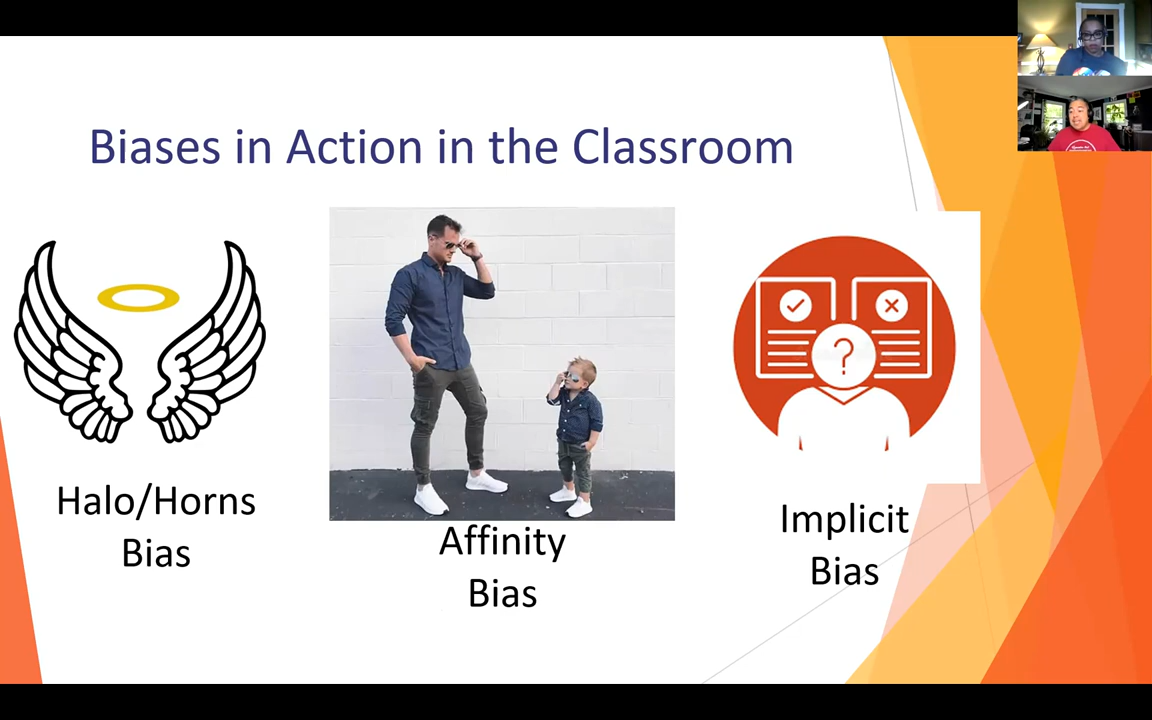 Biases in Action in the Classroom
Halo/Horns
Bias
Affinity
Bias
?
Implicit
Bias